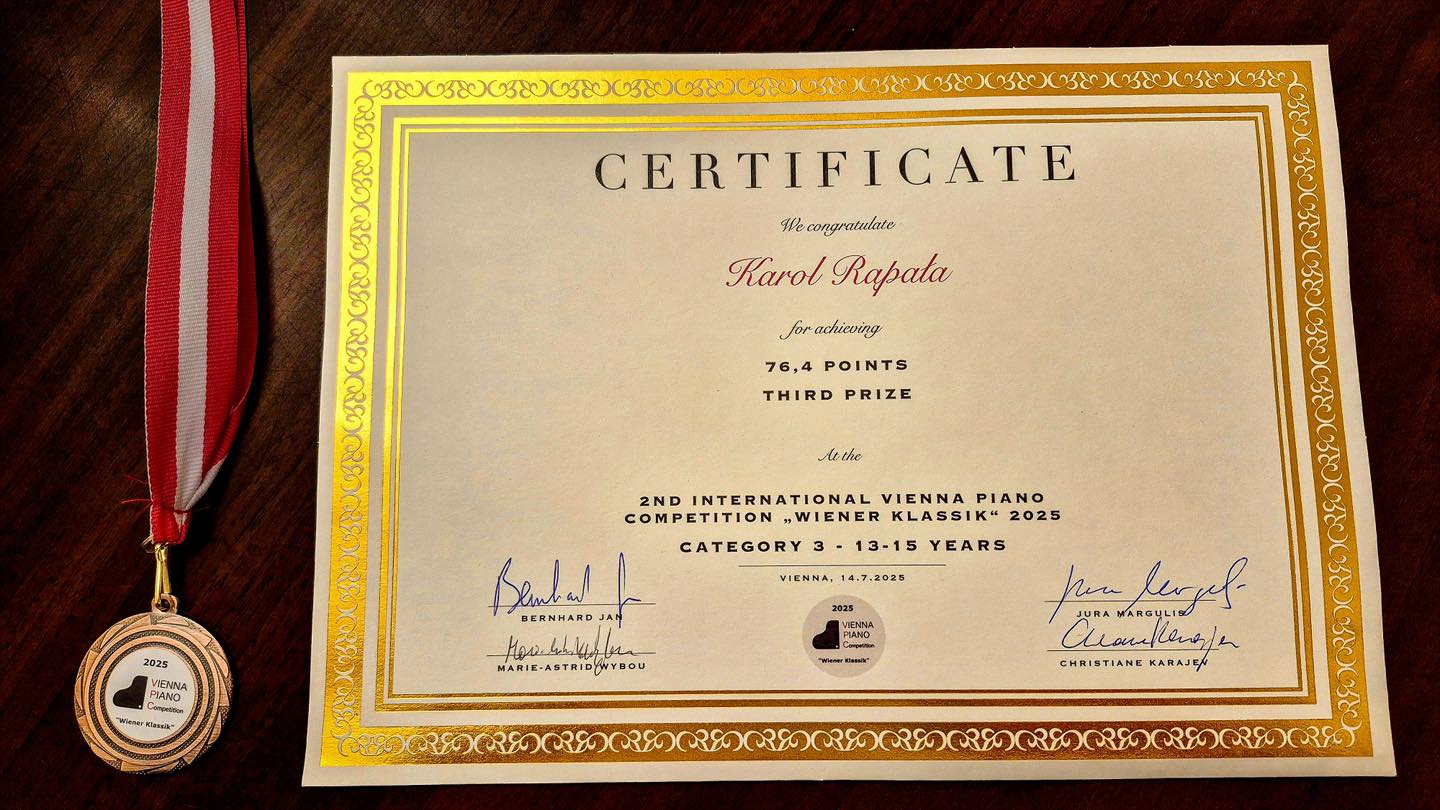 CERTIFICATE
We congratulate
Karol Rapała
for achieving
76,4 POINTS
THIRD PRIZE
At the
2ND INTERNATIONAL VIENNA PIANO
COMPETITION „WIENER KLASSIK“ 2025
CATEGORY 3 - 13-15 YEARS
VIENNA, 14.7.2025
Bernhard
BERNHARD JAN
MARIE-ASTRID WYBOU
JURA MARGULIS
CHRISTIANE KARAJEV
2025
VIENNA
PIANO
Competition
"Wiener Klassik"
2025
VIENNA
PIANO
Competition
"Wiener Klassik"